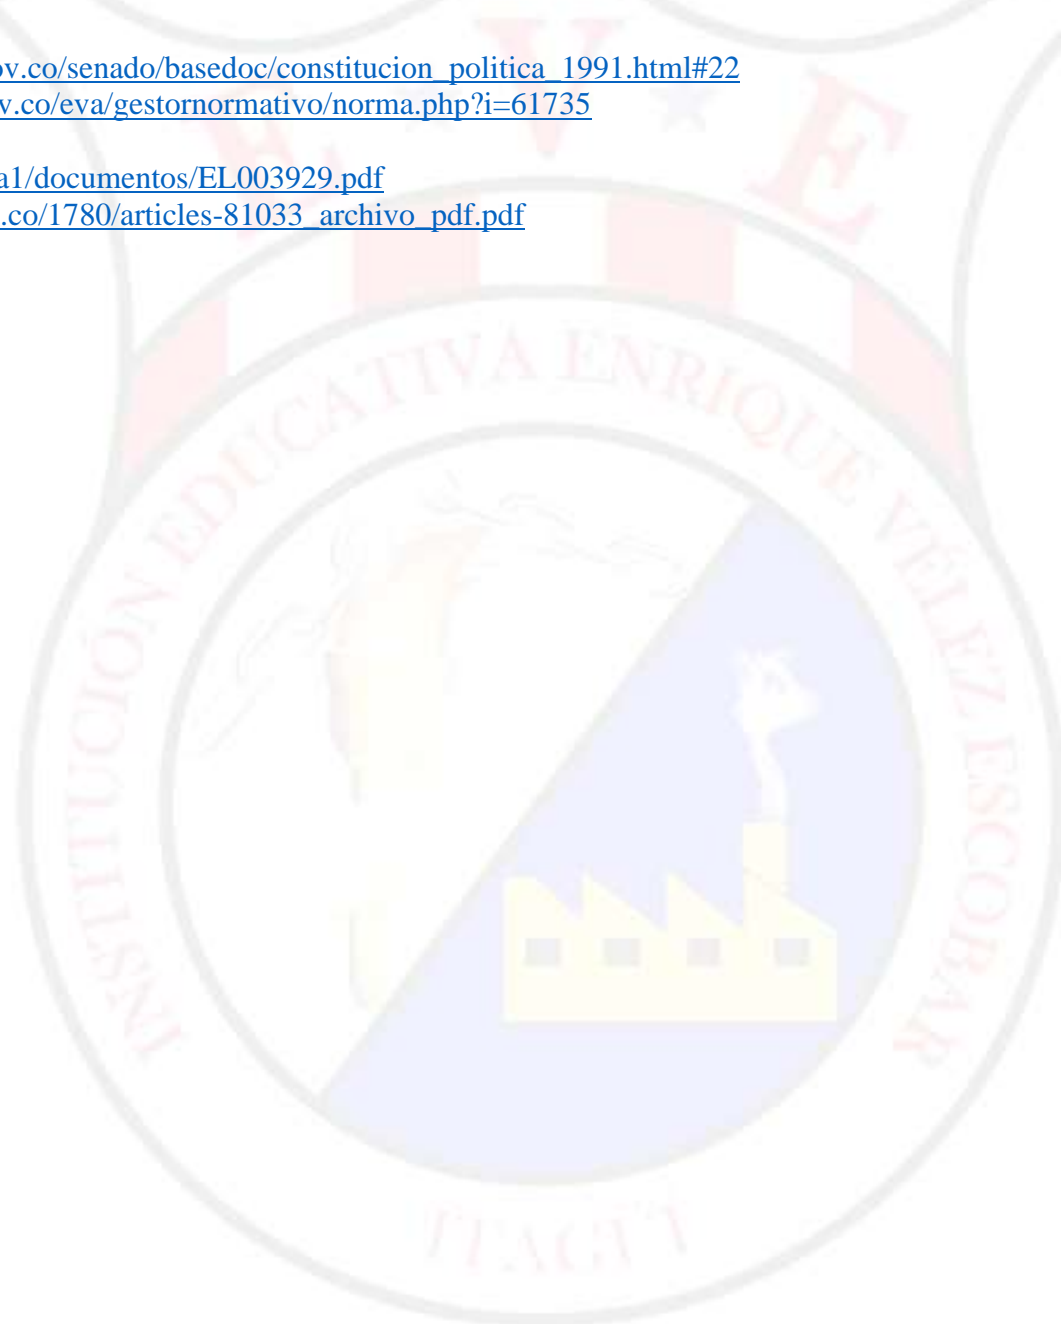 E V E
ov.co/senado/basedoc/constitucion_politica_1991.html#22
v.co/eva/gestornormativo/norma.php?i=61735
a1/documentos/EL003929.pdf
.co/1780/articles-81033_archivo_pdf.pdf
INSTITUCIÓN EDUCATIVA ENRIQUE VÉLEZ ESCOBAR
ITAGÜÍ